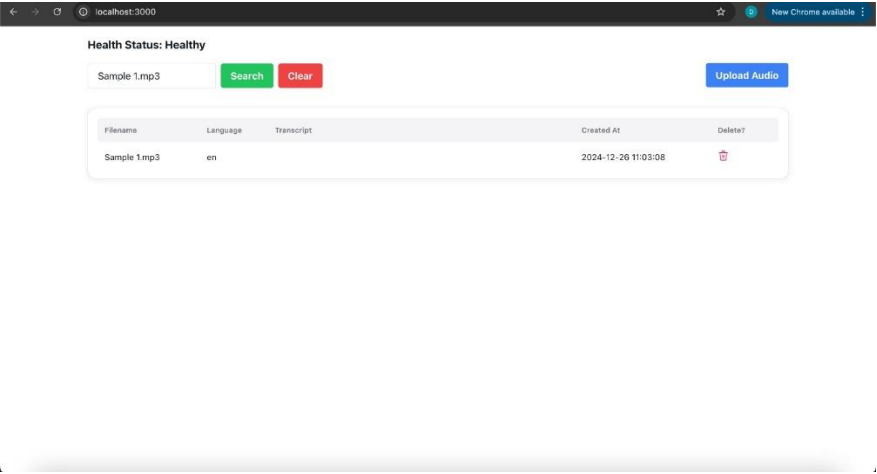 localhost:3000
D
New Chrome available
Health Status: Healthy
Sample 1.mp3 Search Clear Upload Audio
Filename Language Transcript Created At Delete?
Sample 1.mp3 en 2024-12-26 11:03:08